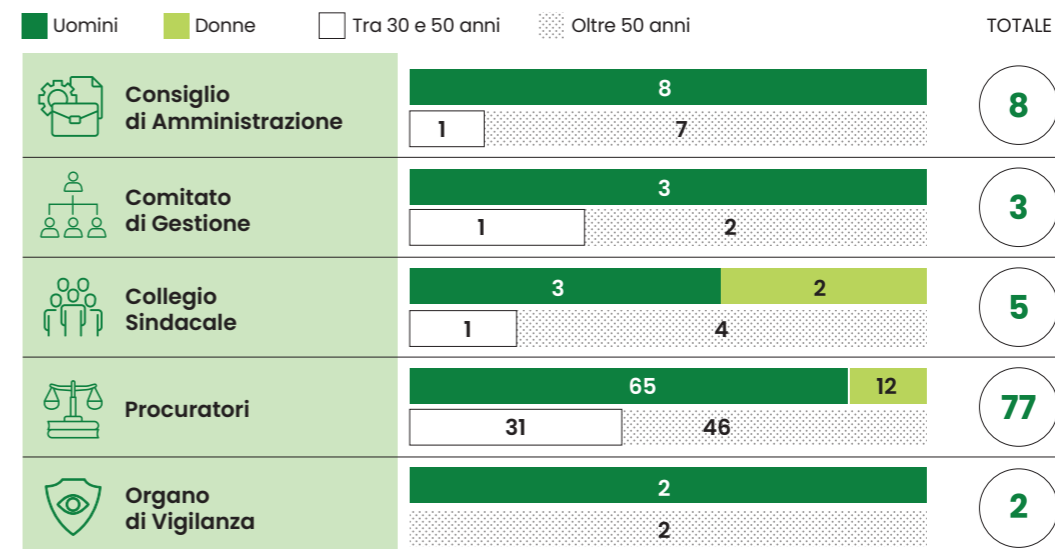 Uomini Donne Tra 30 e 50 anni Oltre 50 anni TOTALE
Consiglio
di Amministrazione
8
1 7
8
Comitato
di Gestione
3
1 2
3
Collegio
Sindacale
3 2
1 4
5
Procuratori
65 12
31 46
77
Organo
di Vigilanza
2
2
2